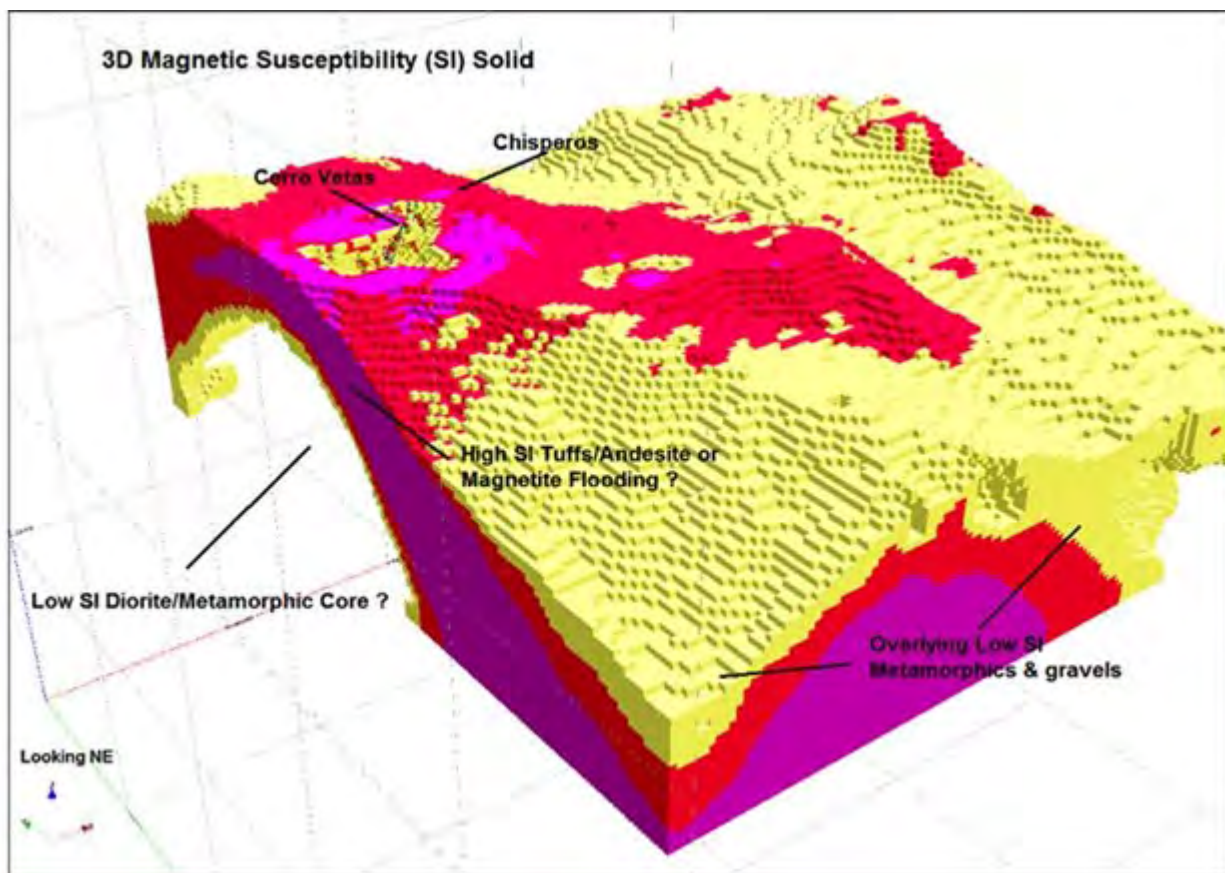 3D Magnetic Susceptibility (SI) Solid
Chisperos
Cerro Vetas
High SI Tuffs/Andesite or
Magnetite Flooding ?
Low SI Diorite/Metamorphic Core ?
Overlying Low SI
Metamorphics & gravels
Looking NE